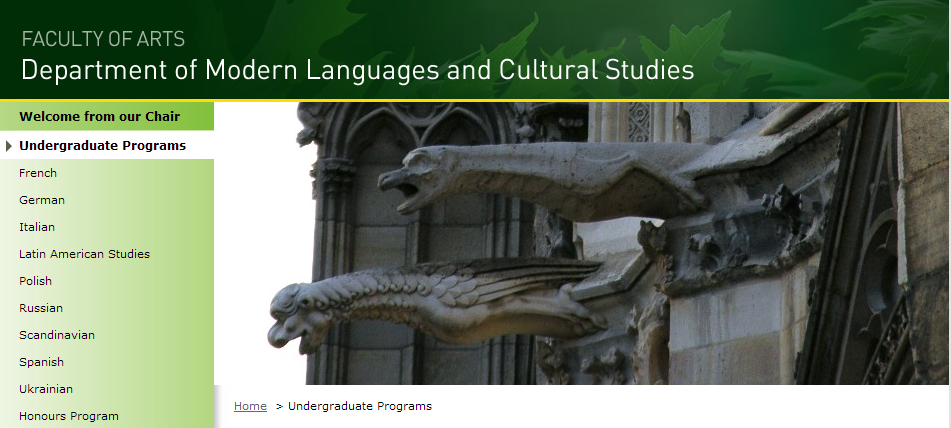 FACULTY OF ARTS
Department of Modern Languages and Cultural Studies
Welcome from our Chair
Undergraduate Programs
French
German
Italian
Latin American Studies
Polish
Russian
Scandinavian
Spanish
Ukrainian
Honours Program
Home > Undergraduate Programs